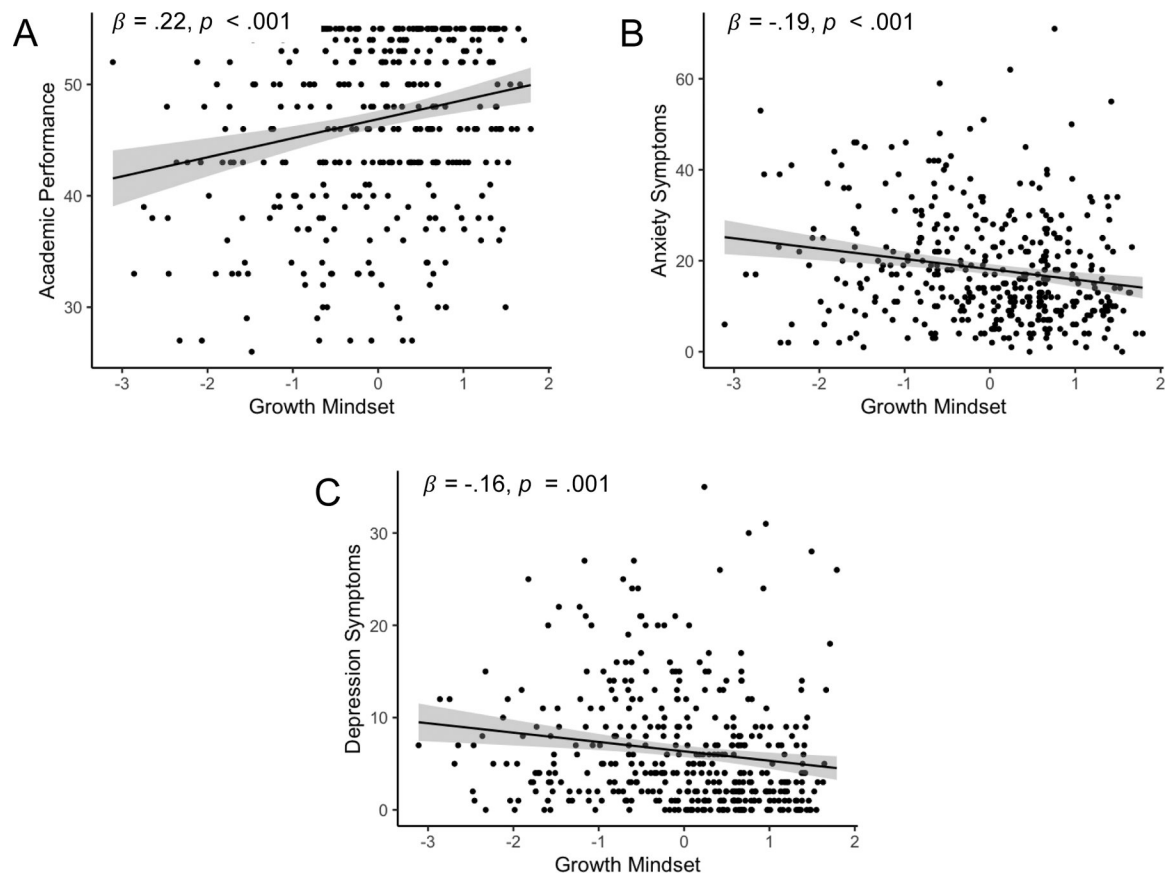 A
β = .22, p < .001
Academic Performance
50
40
30
-3 -2 -1 0 1 2
Growth Mindset
B
β = -.19, p < .001
Anxiety Symptoms
60
40
20
0
-3 -2 -1 0 1 2
Growth Mindset
C
β = -.16, p = .001
Depression Symptoms
30
20
10
0
-3 -2 -1 0 1 2
Growth Mindset